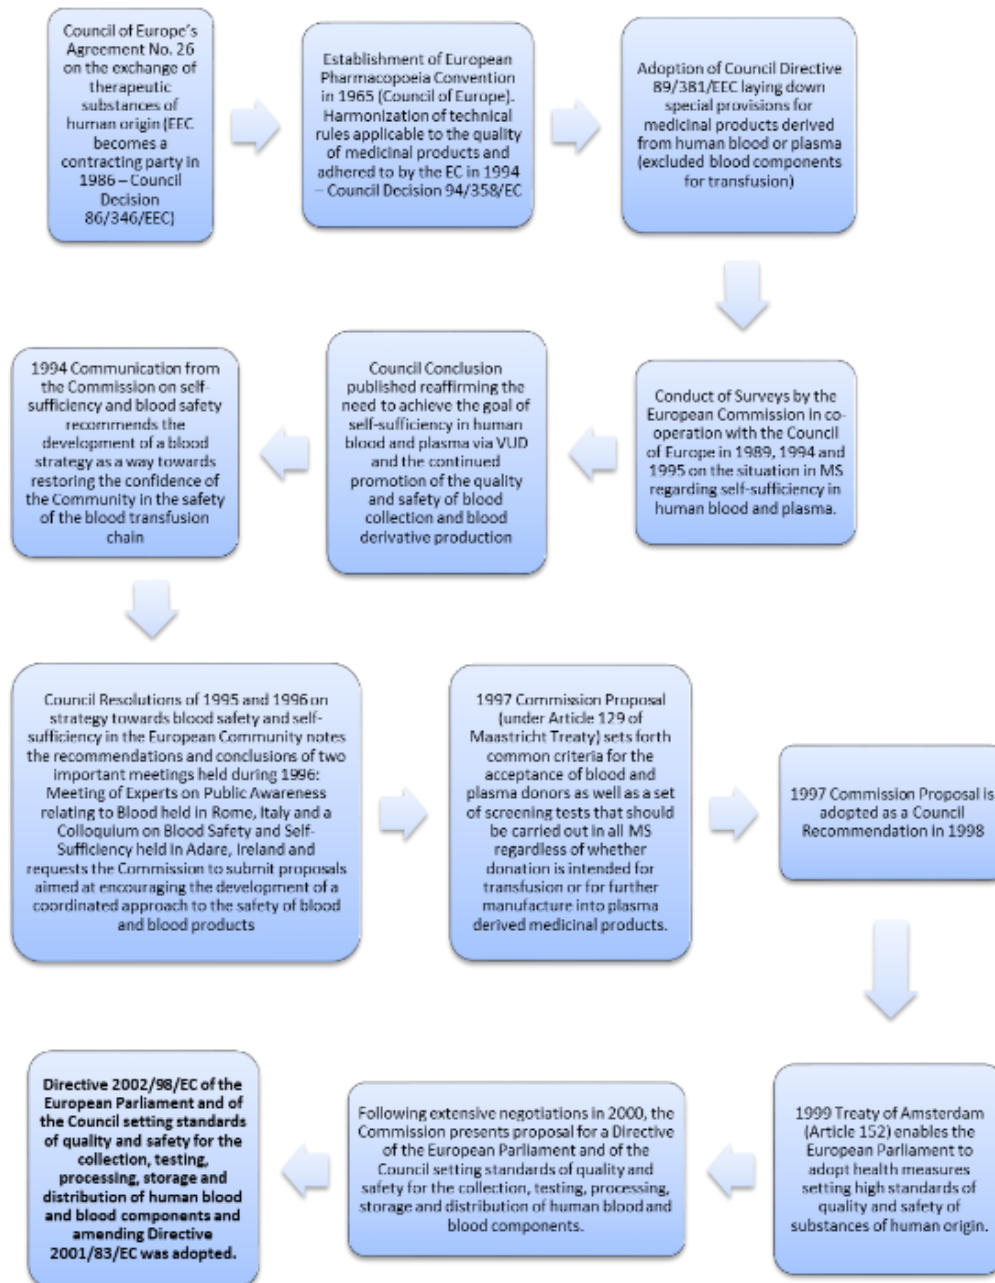 Council of Europe's
Agreement No. 26
on the exchange of
therapeutic
substances of
human origin (EEC
becomes a
contracting party in
1986 – Council
Decision
86/346/EEC)
Establishment of European
Pharmacopoeia Convention
in 1965 (Council of Europe).
Harmonization of technical
rules applicable to the quality
of medicinal products and
adhered to by the EC in 1994
– Council Decision 94/358/EC
Adoption of Council Directive
89/381/EEC laying down
special provisions for
medicinal products derived
from human blood or plasma
(excluded blood components
for transfusion)
Conduct of Surveys by the
European Commission in co-
operation with the Council
of Europe in 1989, 1994 and
1995 on the situation in MS
regarding self-sufficiency in
human blood and plasma.
Council Conclusion
published reaffirming the
need to achieve the goal of
self-sufficiency in human
blood and plasma via VUD
and the continued
promotion of the quality
and safety of blood
collection and blood
derivative production
1994 Communication from
the Commission on self-
sufficiency and blood safety
recommends the
development of a blood
strategy as a way towards
restoring the confidence of
the Community in the safety
of the blood transfusion
chain
Council Resolutions of 1995 and 1996 on
strategy towards blood safety and self-
sufficiency in the European Community notes
the recommendations and conclusions of two
important meetings held during 1996:
Meeting of Experts on Public Awareness
relating to Blood held in Rome, Italy and a
Colloquium on Blood Safety and Self-
Sufficiency held in Adare, Ireland and
requests the Commission to submit proposals
aimed at encouraging the development of a
coordinated approach to the safety of blood
and blood products
1997 Commission Proposal
(under Article 129 of
Maastricht Treaty) sets forth
common criteria for the
acceptance of blood and
plasma donors as well as a set
of screening tests that should
be carried out in all MS
regardless of whether
donation is intended for
transfusion or for further
manufacture into plasma
derived medicinal products.
1997 Commission Proposal is
adopted as a Council
Recommendation in 1998
1999 Treaty of Amsterdam
(Article 152) enables the
European Parliament to
adopt health measures
setting high standards of
quality and safety of
substances of human origin.
Following extensive negotiations in 2000, the
Commission presents proposal for a Directive
of the European Parliament and of the
Council setting standards of quality and
safety for the collection, testing, processing,
storage and distribution of human blood and
blood components.
Directive 2002/98/EC of the
European Parliament and of
the Council setting standards
of quality and safety for the
collection, testing,
processing, storage and
distribution of human blood
and blood components and
amending Directive
2001/83/EC was adopted.